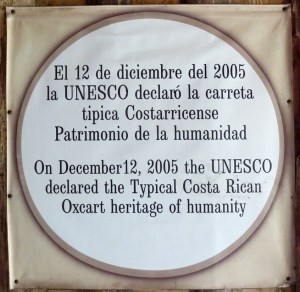 El 12 de diciembre del 2005
la UNESCO declaró la carreta
tipica Costarricense
Patrimonio de la humanidad
On December12, 2005 the UNESCO
declared the Typical Costa Rican
Oxcart heritage of humanity